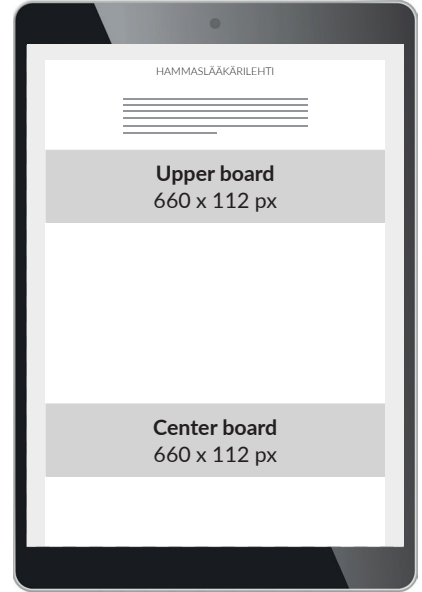 HAMMASLÄÄKÄRILEHTI
Upper board
660 x 112 px
Center board
660 x 112 px